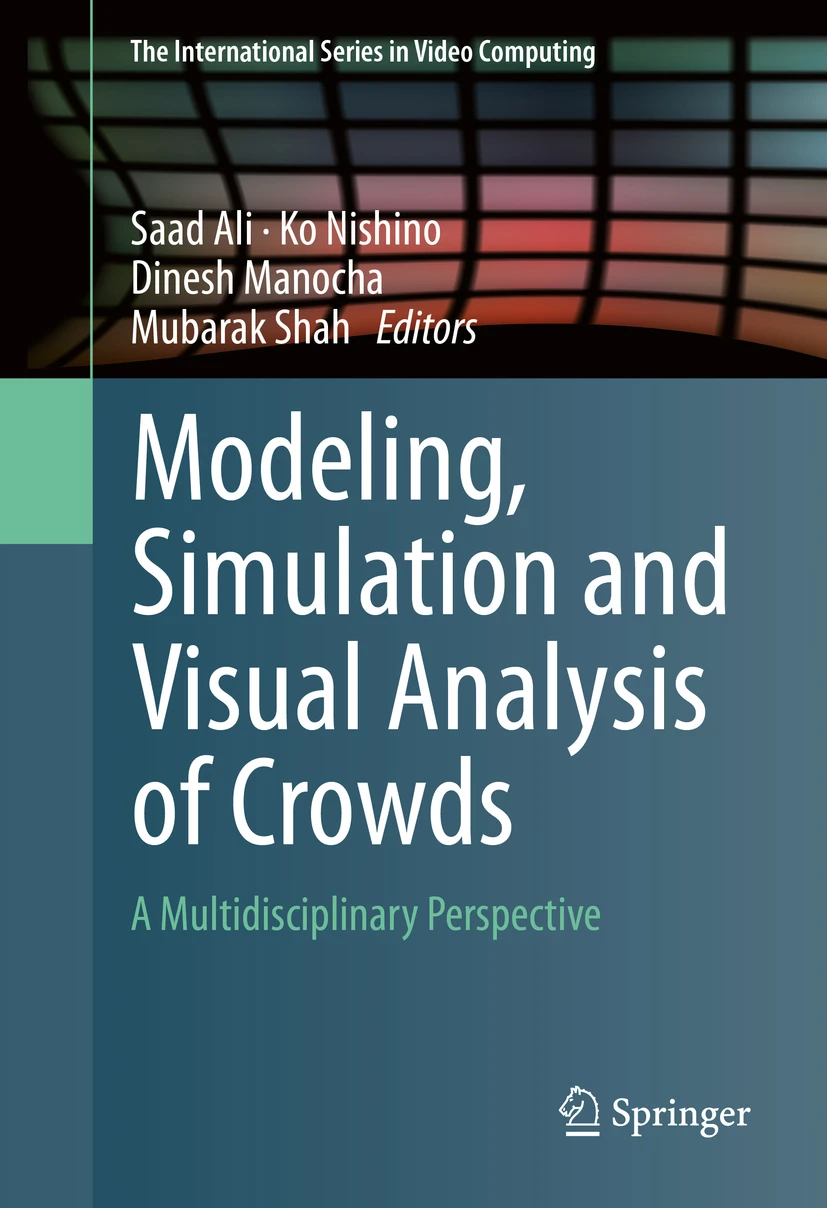 The International Series in Video Computing
Saad Ali · Ko Nishino
Dinesh Manocha
Mubarak Shah Editors
Modeling,
Simulation and
Visual Analysis
of Crowds
A Multidisciplinary Perspective
Springer